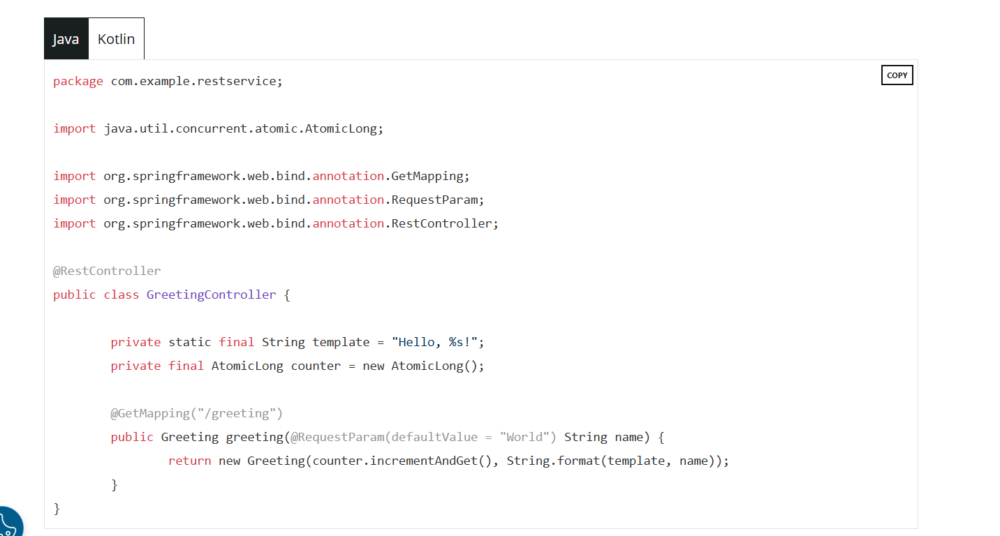 Java Kotlin
COPY
package com.example.restservice;
import java.util.concurrent.atomic.AtomicLong;
import org.springframework.web.bind.annotation.GetMapping;
import org.springframework.web.bind.annotation.RequestParam;
import org.springframework.web.bind.annotation.RestController;
@RestController
public class GreetingController {
private static final String template = "Hello, %s!";
private final AtomicLong counter = new AtomicLong();
@GetMapping("/greeting")
public Greeting greeting(@RequestParam(defaultValue = "World") String name) {
return new Greeting(counter.incrementAndGet(), String.format(template, name));
}
}